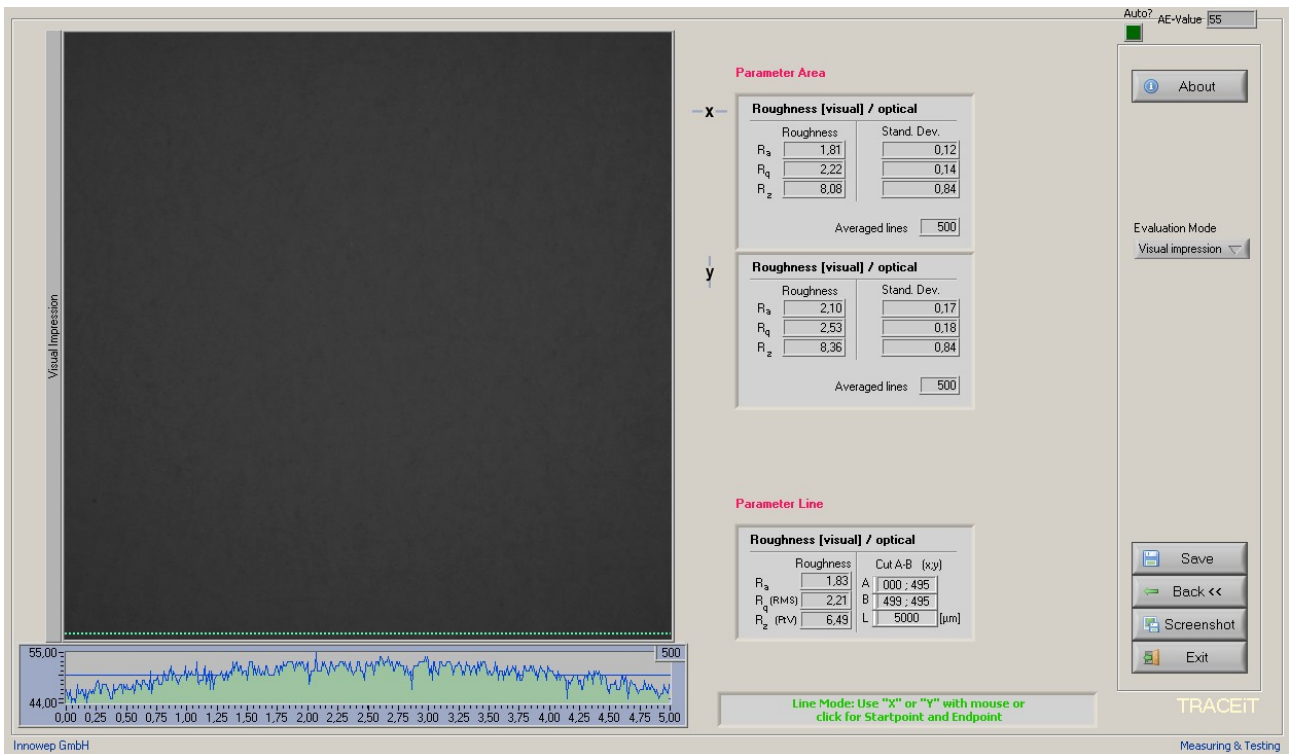 Auto? AE-Value 55
Visual Impression
Parameter Area
x
Roughness [visual] / optical
Roughness Stand. Dev.
Ra 1,81 0,12
Rq 2,22 0,14
Rz 8,08 0,84
Averaged lines 500
y
Roughness [visual] / optical
Roughness Stand. Dev.
Ra 2,10 0,17
Rq 2,53 0,18
Rz 8,36 0,84
Averaged lines 500
Parameter Line
Roughness [visual] / optical
Roughness Cut A-B (x;y)
Ra 1,83 A 000 ; 495
Rq (RMS) 2,21 B 499 ; 495
Rz (PtV) 6,49 L 5000 [µm]
Line Mode: Use "X" or "Y" with mouse or
click for Startpoint and Endpoint
55,00
500
44,00
0,00 0,25 0,50 0,75 1,00 1,25 1,50 1,75 2,00 2,25 2,50 2,75 3,00 3,25 3,50 3,75 4,00 4,25 4,50 4,75 5,00
About
Evaluation Mode
Visual impression
Save
Back <<
Screenshot
Exit
TRACEiT
Innowep GmbH
Measuring & Testing